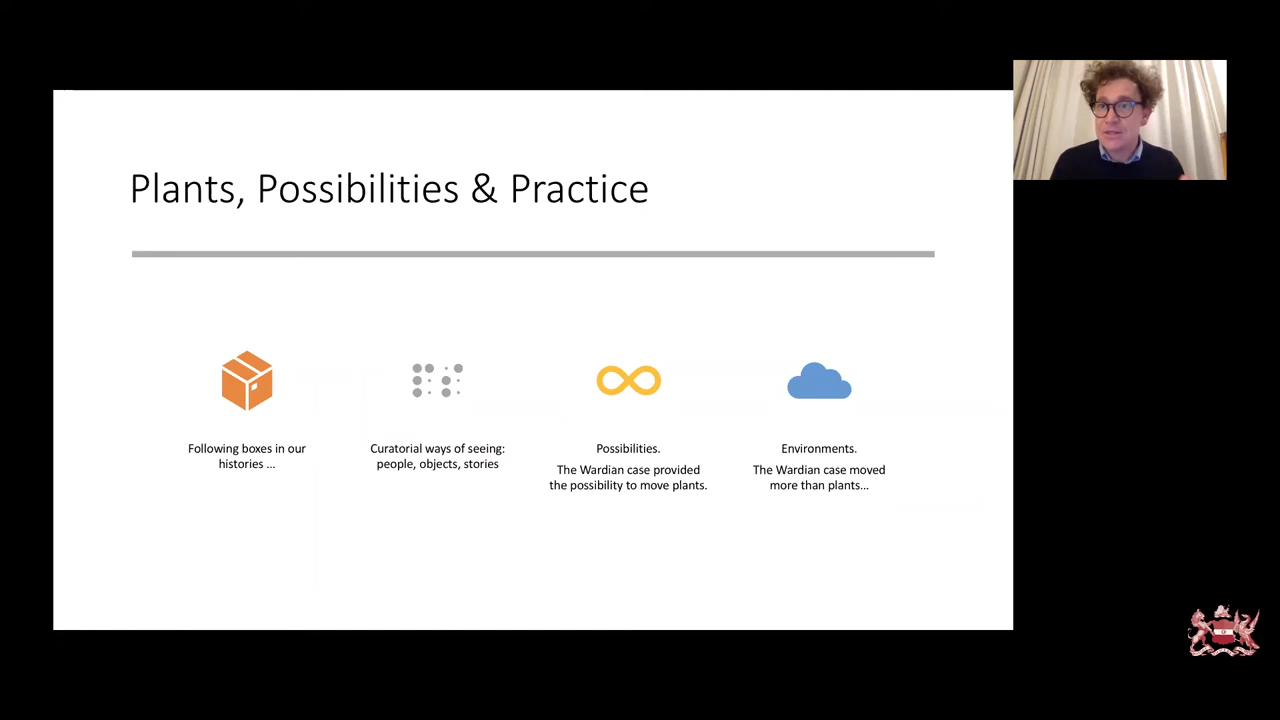 Plants, Possibilities & Practice
Following boxes in our
histories ...
Curatorial ways of seeing:
people, objects, stories
Possibilities.
The Wardian case provided
the possibility to move plants.
Environments.
The Wardian case moved
more than plants...